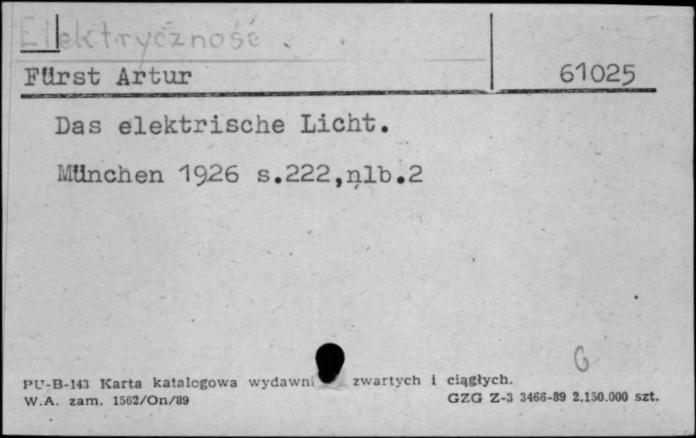 Elektryczność.
Fürst Artur 61025
Das elektrische Licht.
München 1926 s.222,nlb.2
G
PU-B-143 Karta katalogowa wydawni zwartych i ciągłych.
W.A. zam. 1562/On/89 GZG Z-3 3466-89 2.150.000 szt.